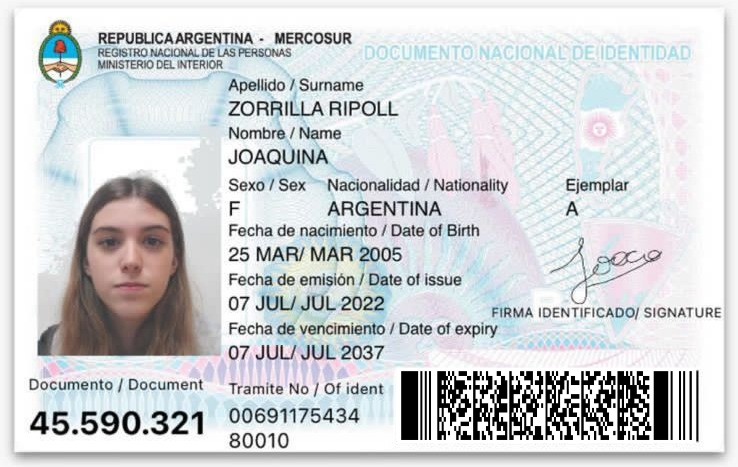 REPUBLICA ARGENTINA - MERCOSUR
REGISTRO NACIONAL DE LAS PERSONAS
MINISTERIO DEL INTERIOR
DOCUMENTO NACIONAL DE IDENTIDAD
Apellido / Surname
ZORRILLA RIPOLL
Nombre / Name
JOAQUINA
Sexo / Sex Nacionalidad / Nationality Ejemplar
F ARGENTINA A
Fecha de nacimiento / Date of Birth
25 MAR/ MAR 2005
Fecha de emisión / Date of issue
07 JUL/ JUL 2022
FIRMA IDENTIFICADO/ SIGNATURE
Fecha de vencimiento / Date of expiry
07 JUL/ JUL 2037
Documento / Document
45.590.321
Tramite No / Of ident
00691175434
80010